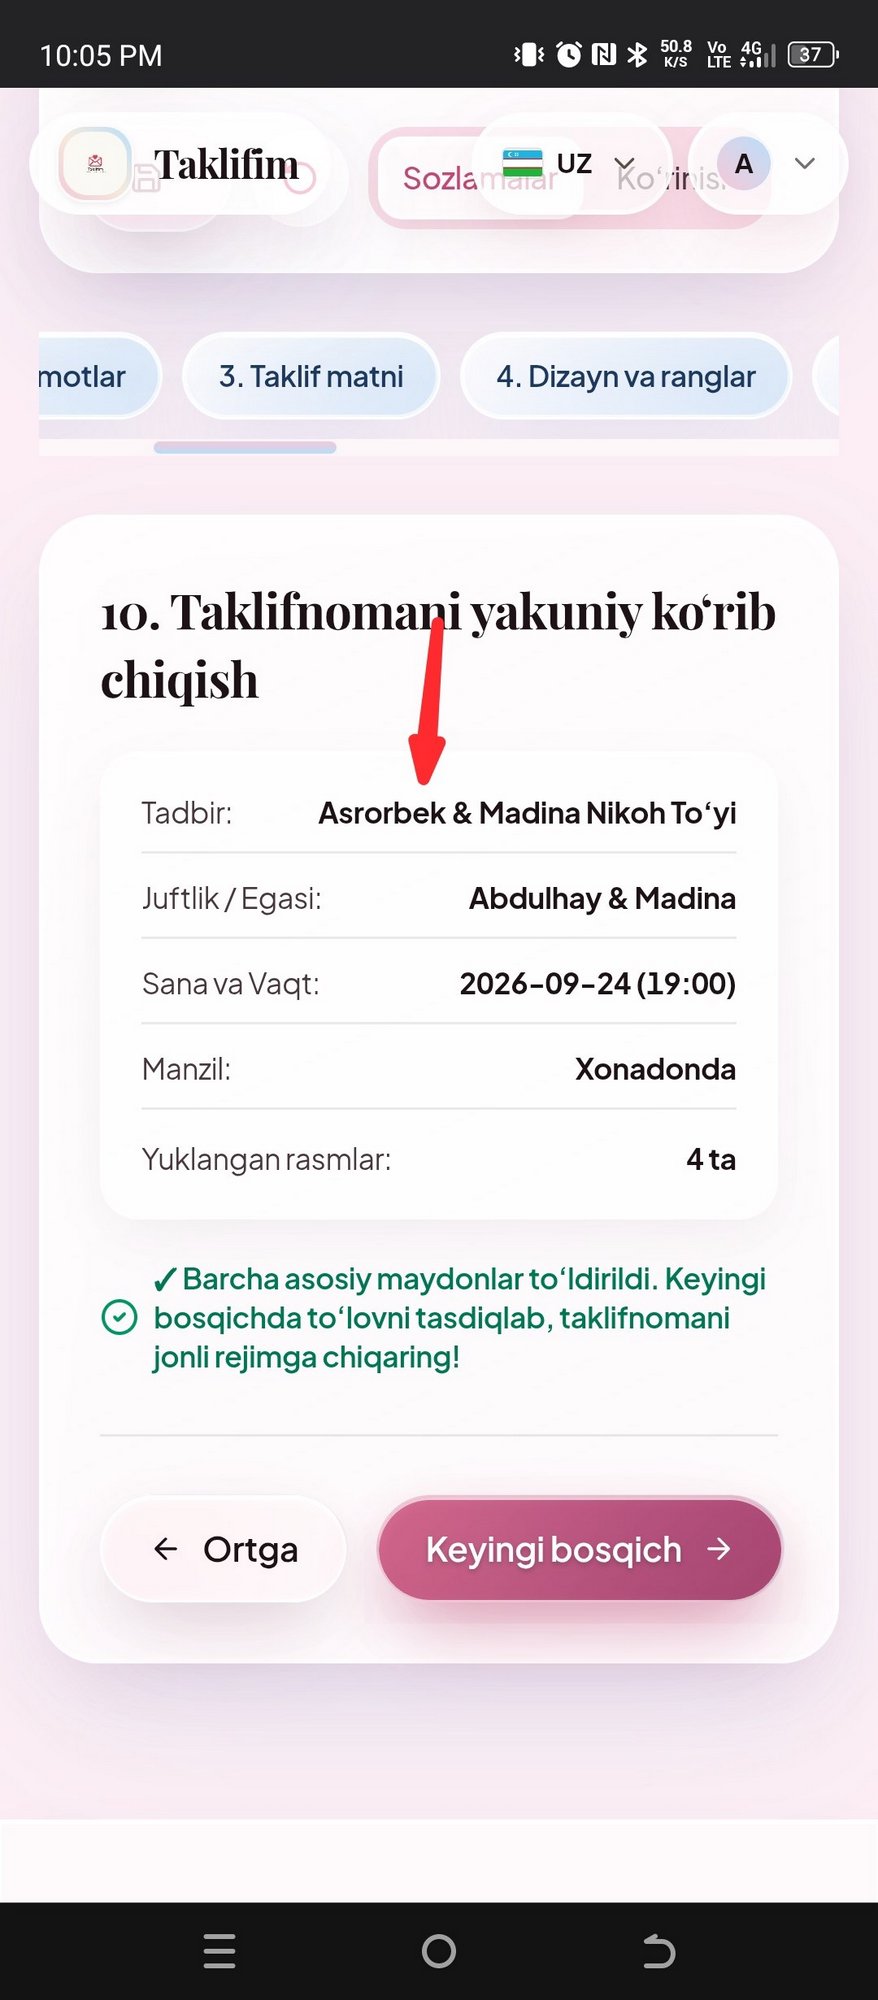 10:05 PM
50.8 K/S
Vo LTE
4G
37
Taklifim
Sozlamalar
UZ
Ko‘rinis
A
motlar
3. Taklif matni
4. Dizayn va ranglar
10. Taklifnomani yakuniy ko‘rib
chiqish
Tadbir: Asrorbek & Madina Nikoh To‘yi
Juftlik / Egasi: Abdulhay & Madina
Sana va Vaqt: 2026-09-24 (19:00)
Manzil: Xonadonda
Yuklangan rasmlar: 4 ta
✓ Barcha asosiy maydonlar to‘ldirildi. Keyingi
bosqichda to‘lovni tasdiqlab, taklifnomani
jonli rejimga chiqaring!
← Ortga
Keyingi bosqich →